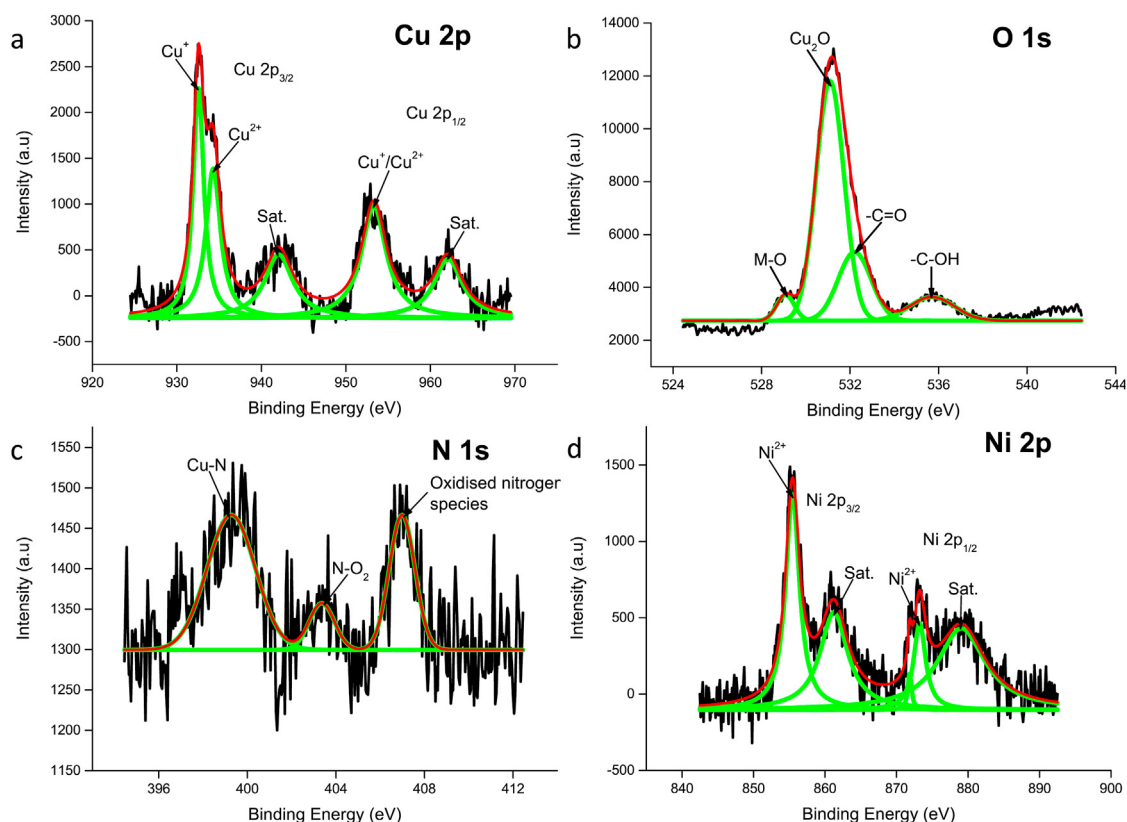 a
Cu 2p
3000
2500
2000
1500
1000
500
0
-500
Intensity (a.u)
Cu⁺
Cu 2p₃/₂
Cu²⁺
Sat.
Cu 2p₁/₂
Cu⁺/Cu²⁺
Sat.
920 930 940 950 960 970
Binding Energy (eV)
b
O 1s
14000
12000
10000
8000
6000
4000
2000
Intensity (a.u)
Cu₂O
M-O
-C=O
-C-OH
524 528 532 536 540 544
Binding Energy (eV)
c
N 1s
1550
1500
1450
1400
1350
1300
1250
1200
1150
Intensity (a.u)
Cu-N
N-O₂
Oxidised nitroger
species
396 400 404 408 412
Binding Energy (eV)
d
Ni 2p
1500
1000
500
0
-500
Intensity (a.u)
Ni²⁺
Ni 2p₃/₂
Sat.
Ni 2p₁/₂
Ni²⁺
Sat.
840 850 860 870 880 890 900
Binding Energy (eV)